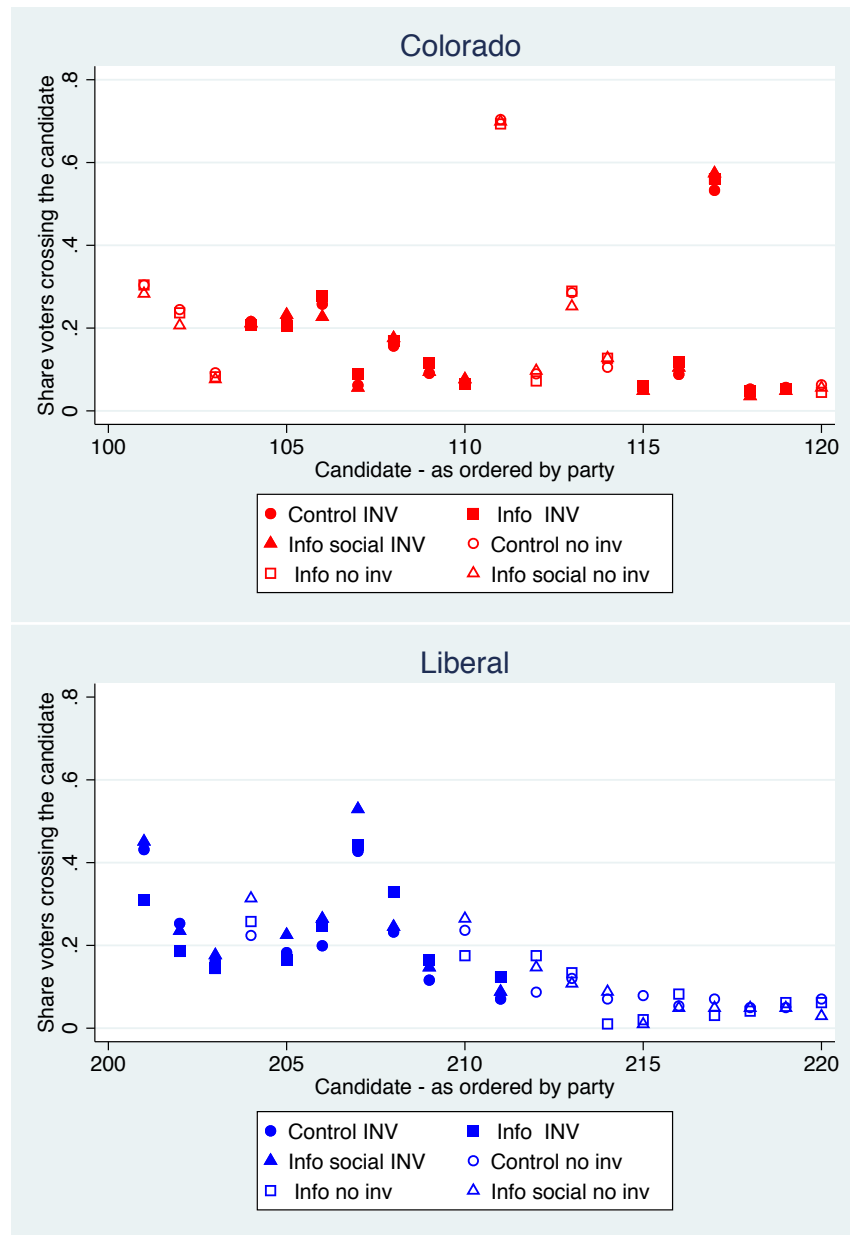 Colorado
Share voters crossing the candidate
.8
.6
.4
.2
0
100 105 110 115 120
Candidate - as ordered by party
Control INV Info INV
Info social INV Control no inv
Info no inv Info social no inv
Liberal
Share voters crossing the candidate
.8
.6
.4
.2
0
200 205 210 215 220
Candidate - as ordered by party
Control INV Info INV
Info social INV Control no inv
Info no inv Info social no inv